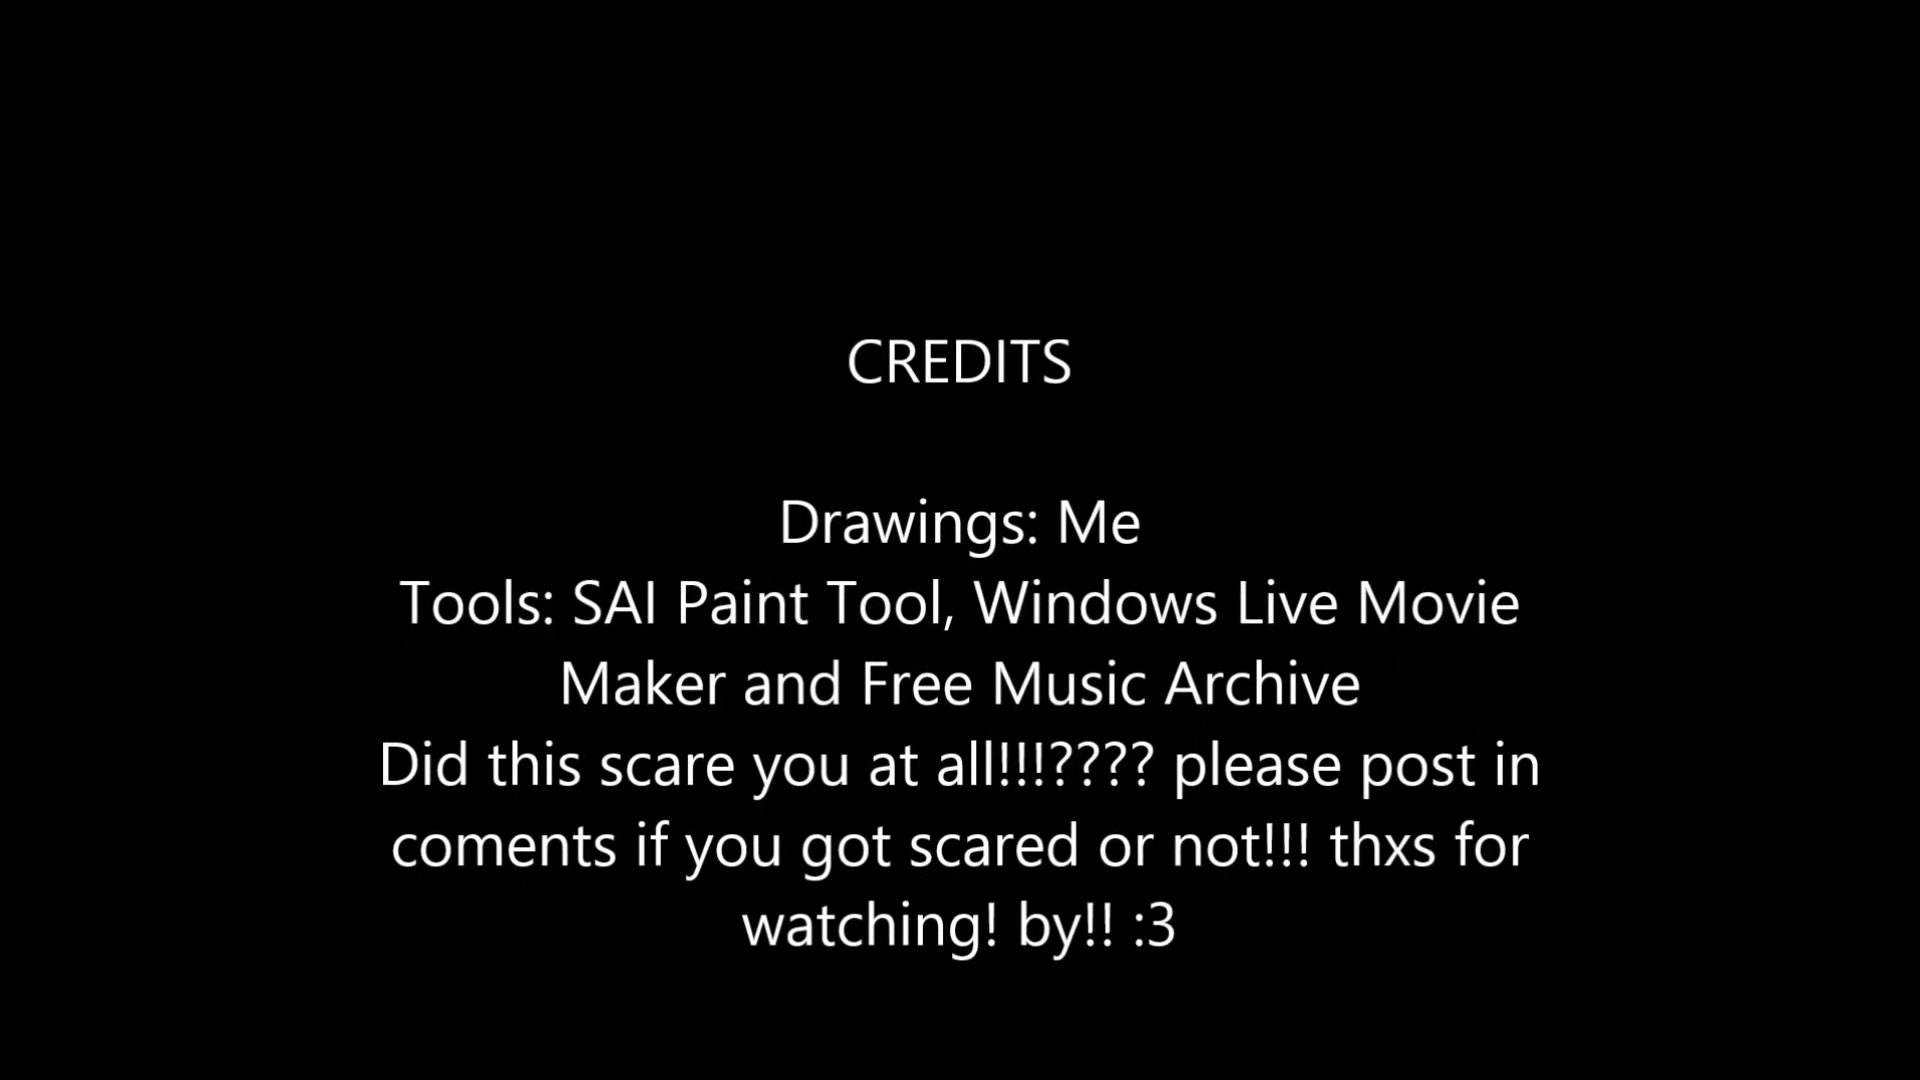 CREDITS
Drawings: Me
Tools: SAI Paint Tool, Windows Live Movie
Maker and Free Music Archive
Did this scare you at all!!!???? please post in
coments if you got scared or not!!! thxs for
watching! by!! :3